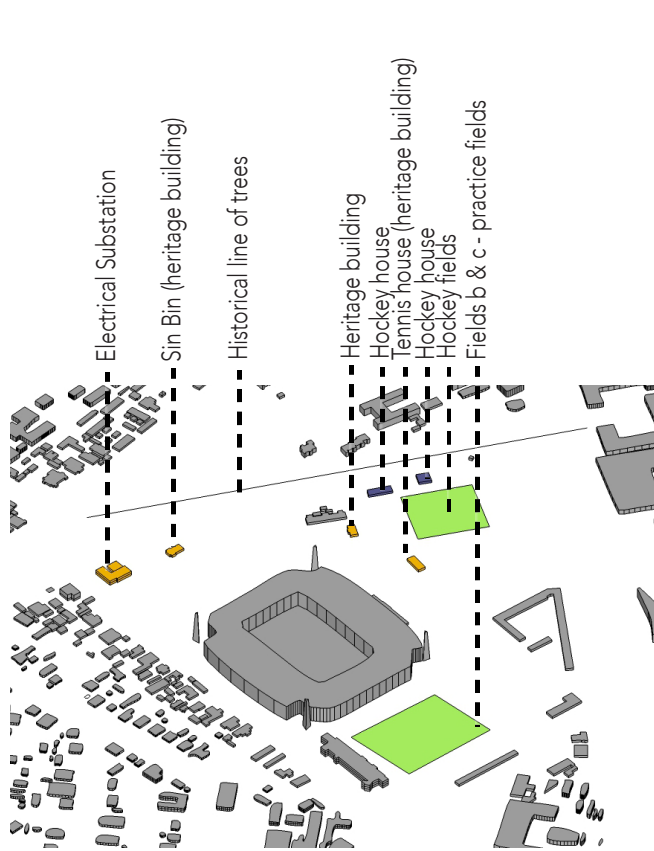 Electrical Substation
Sin Bin (heritage building)
Historical line of trees
Heritage building
Hockey house
Tennis house (heritage building)
Hockey house
Hockey fields
Fields b & c - practice fields